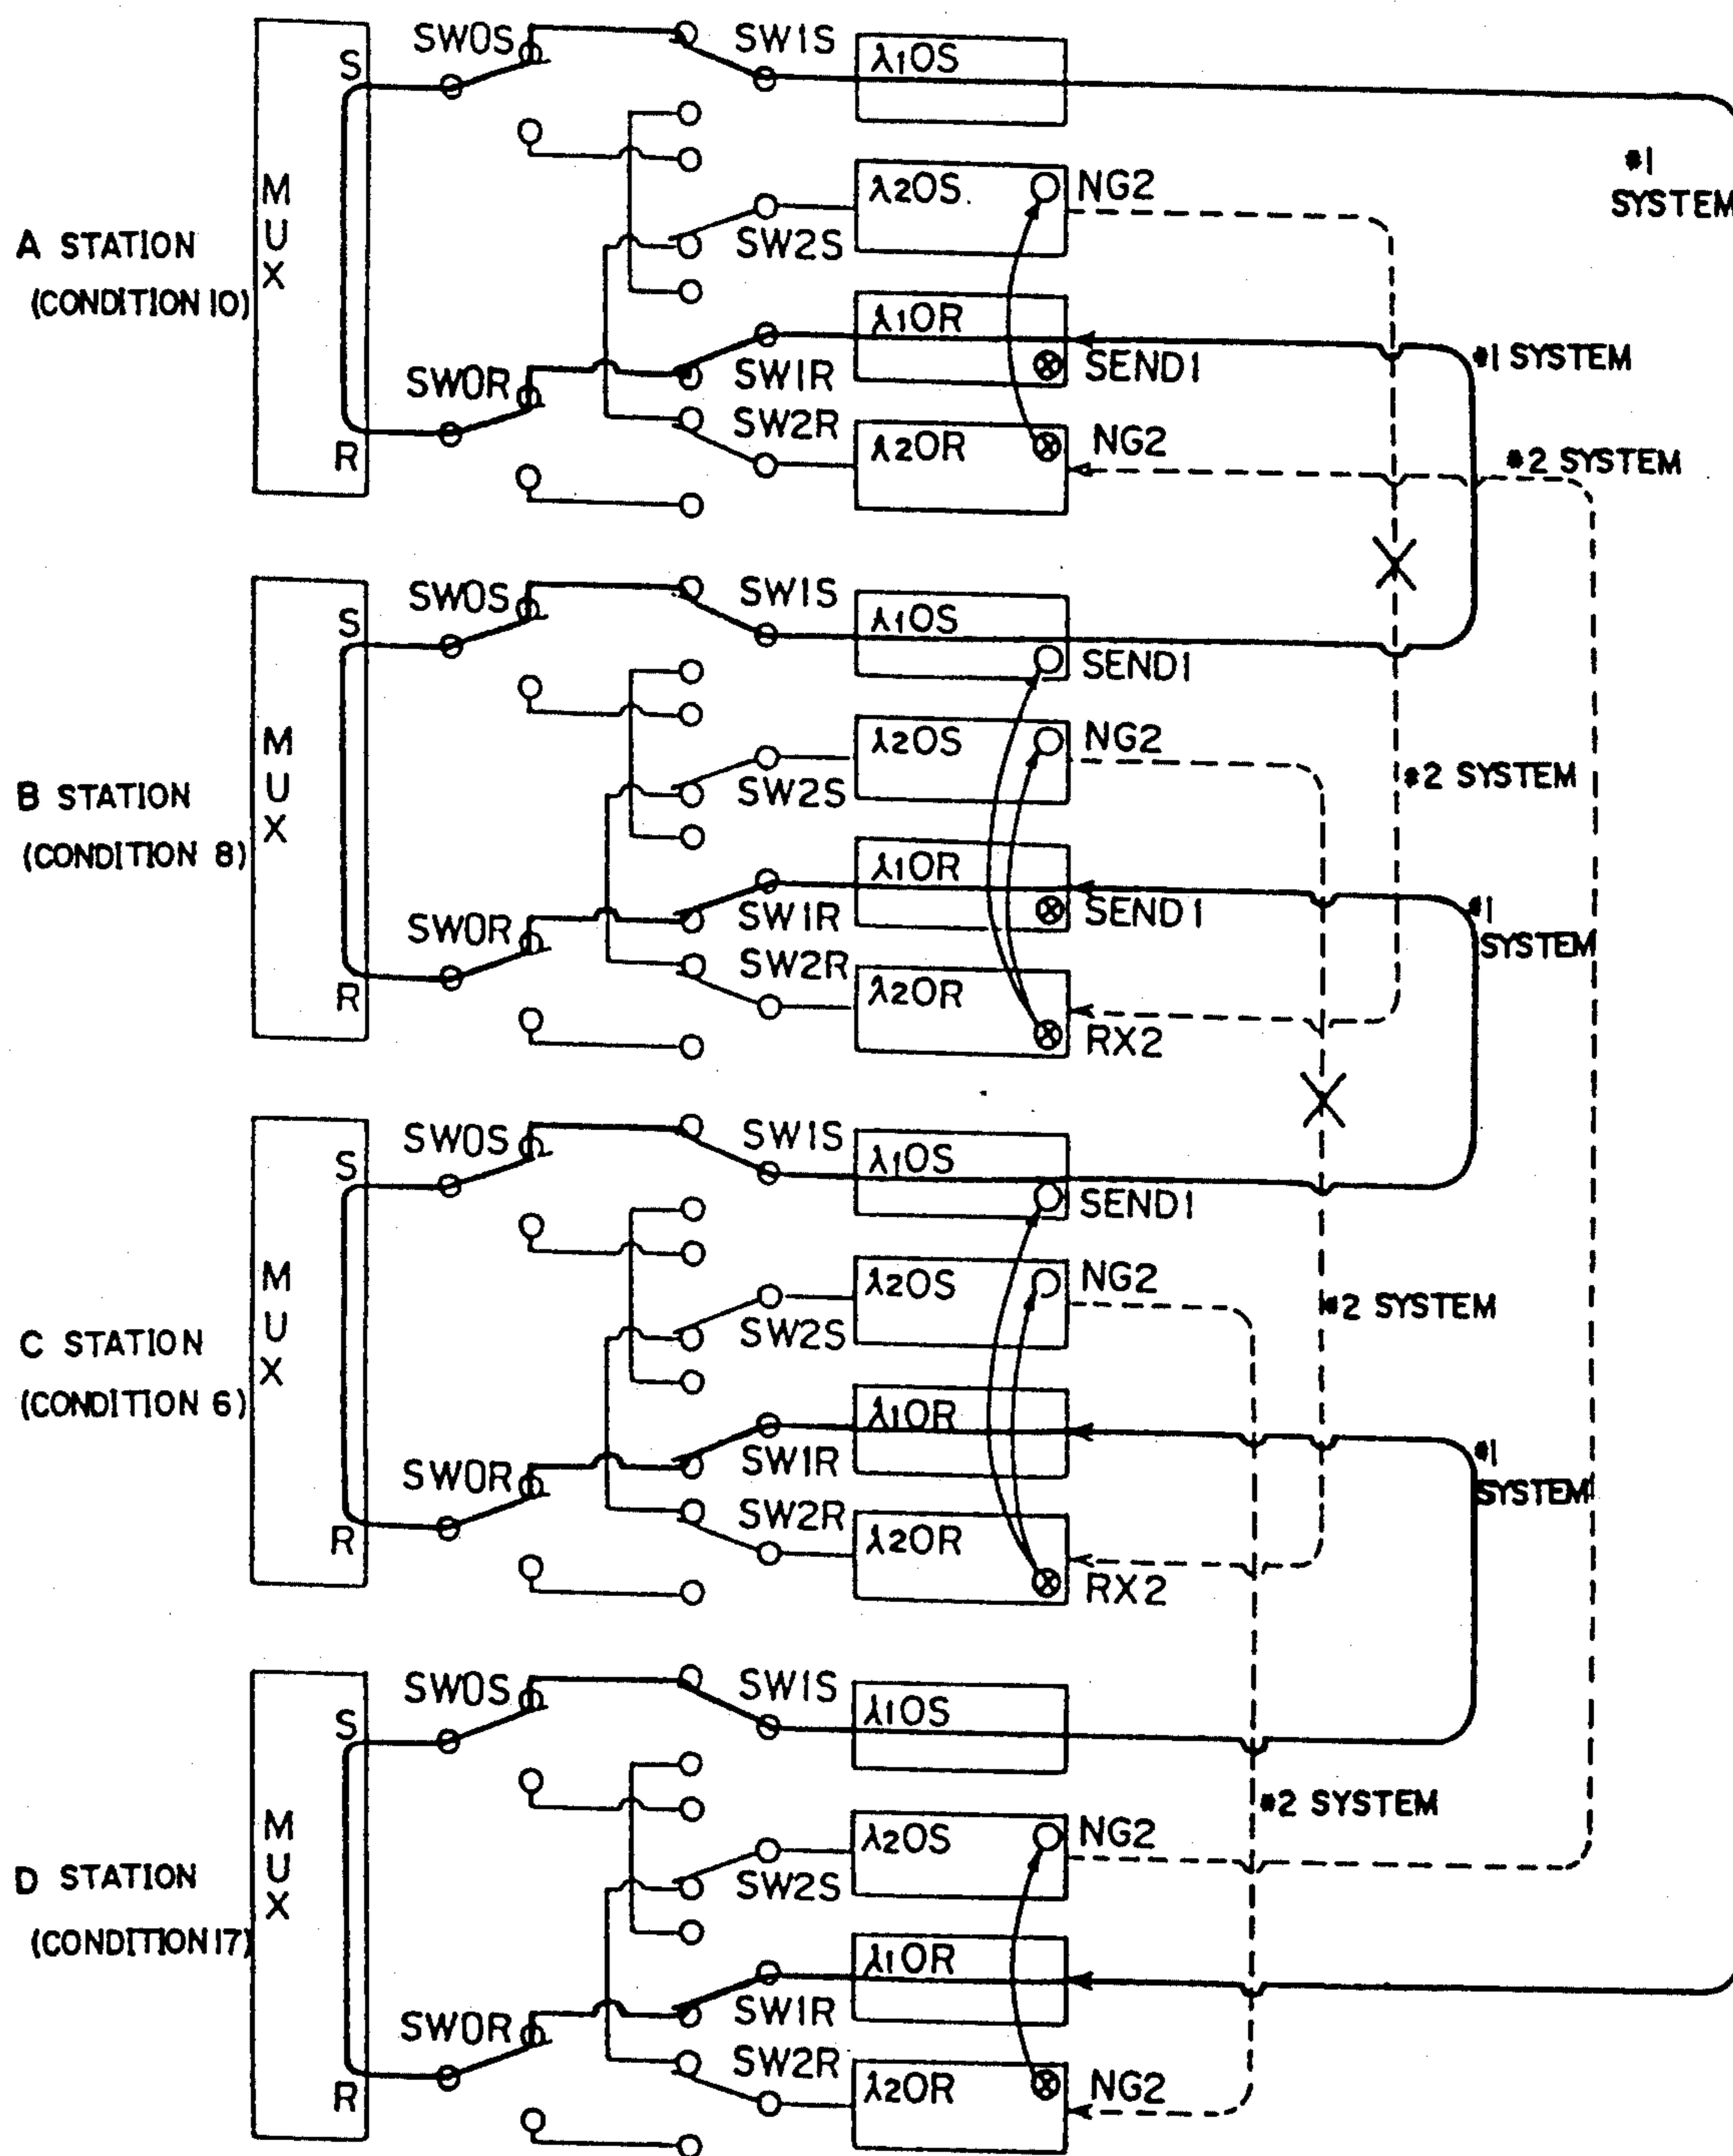 SW0S
SW1S
λ1OS
S
#1
SYSTEM
MUX
λ2OS.
NG2
A STATION
SW2S
(CONDITION 10)
λ1OR
#1 SYSTEM
SW0R
SW1R
SEND1
SW2R
λ2OR
NG2
R
#2 SYSTEM
SW0S
SW1S
λ1OS
S
SEND1
MUX
λ2OS
NG2
#2 SYSTEM
B STATION
SW2S
(CONDITION 8)
λ1OR
SEND1
#1
SYSTEM
SW0R
SW1R
SW2R
λ2OR
R
RX2
SW0S
SW1S
λ1OS
S
SEND1
MUX
λ2OS
NG2
#2 SYSTEM
C STATION
SW2S
(CONDITION 6)
λ1OR
#1
SYSTEM
SW0R
SW1R
SW2R
λ2OR
R
RX2
SW0S
SW1S
λ1OS
S
#2 SYSTEM
MUX
λ2OS
NG2
D STATION
SW2S
(CONDITION 17)
λ1OR
SW0R
SW1R
SW2R
λ2OR
NG2
R